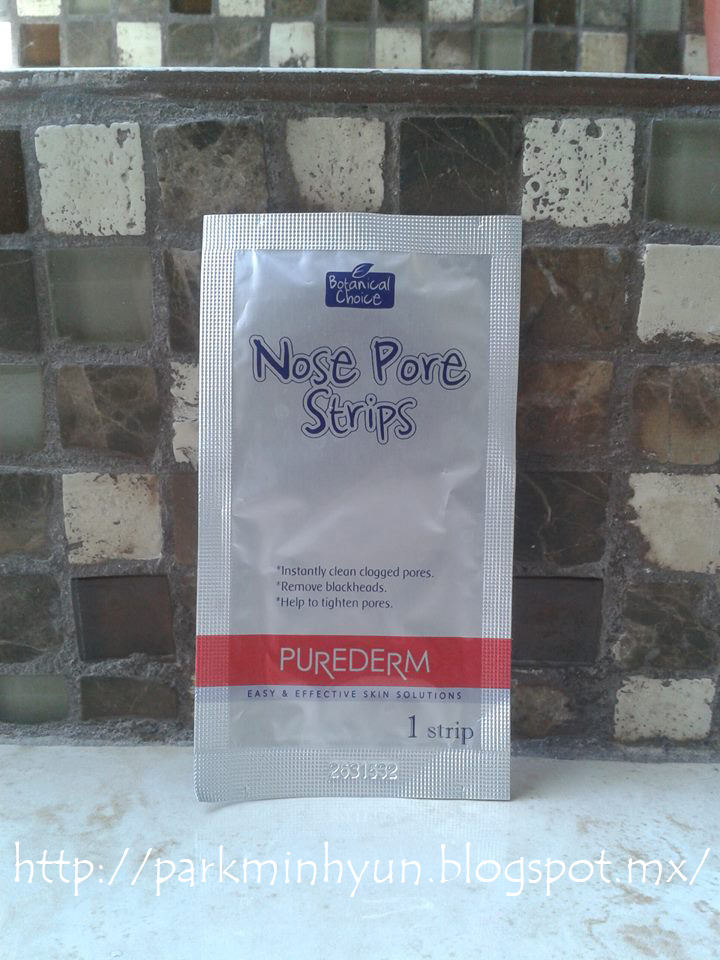 Botanical
Choice
Nose Pore
Strips
*Instantly clean clogged pores.
*Remove blackheads.
*Help to tighten pores.
PUREDERM
EASY & EFFECTIVE SKIN SOLUTIONS
1 strip
http://parkminhyun.blogspot.mx/